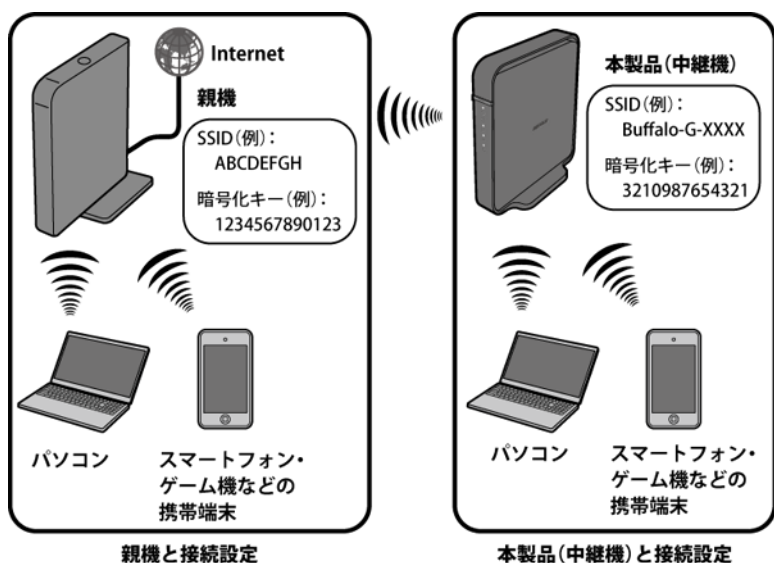 Internet
親機
SSID(例):
ABCDEFGH
暗号化キー(例):
1234567890123
パソコン
スマートフォン・
ゲーム機などの
携帯端末
親機と接続設定
本製品(中継機)
SSID(例):
Buffalo-G-XXXX
暗号化キー(例):
3210987654321
パソコン
スマートフォン・
ゲーム機などの
携帯端末
本製品(中継機)と接続設定